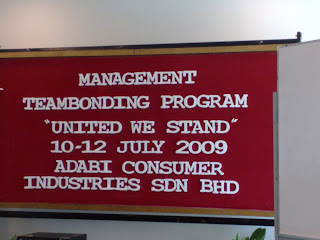 MANAGEMENT
TEAMBONDING PROGRAM
"UNITED WE STAND"
10-12 JULY 2009
ADABI CONSUMER
INDUSTRIES SDN BHD